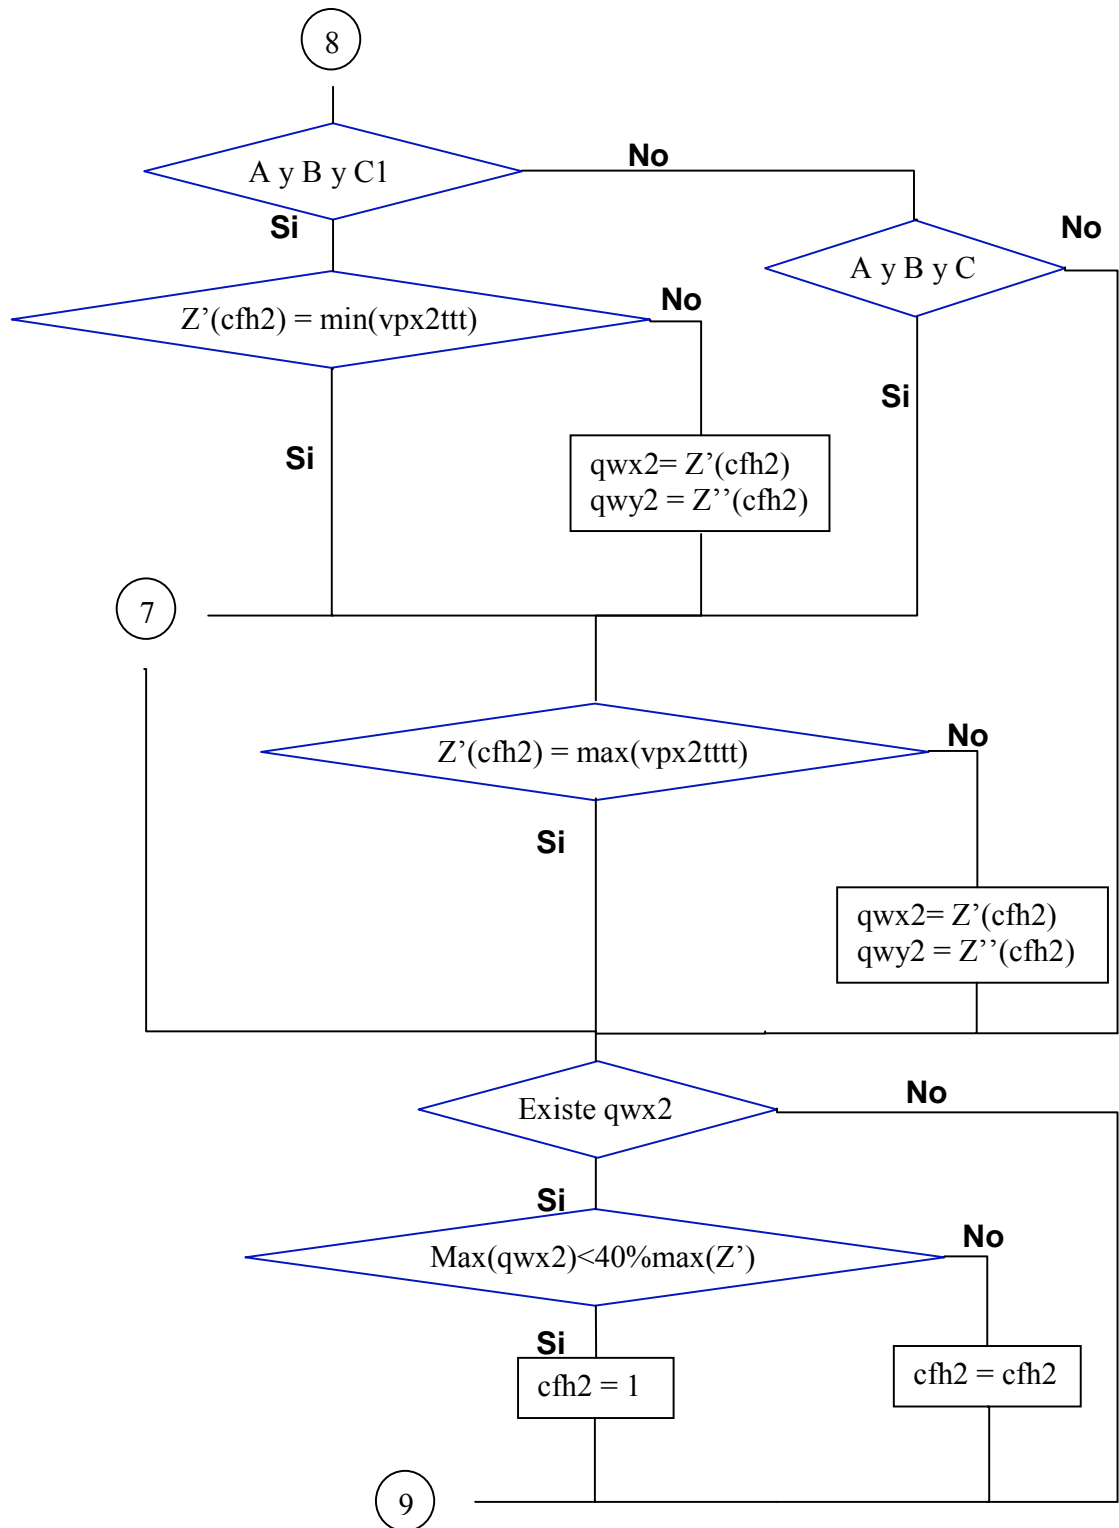 8
A y B y C1
No
Si
A y B y C
No
Z’(cfh2) = min(vpx2ttt)
No
Si
Si
qwx2= Z’(cfh2)
qwy2 = Z’’(cfh2)
7
Z’(cfh2) = max(vpx2tttt)
No
Si
qwx2= Z’(cfh2)
qwy2 = Z’’(cfh2)
Existe qwx2
No
Si
Max(qwx2)<40%max(Z’)
No
Si
cfh2 = 1
cfh2 = cfh2
9